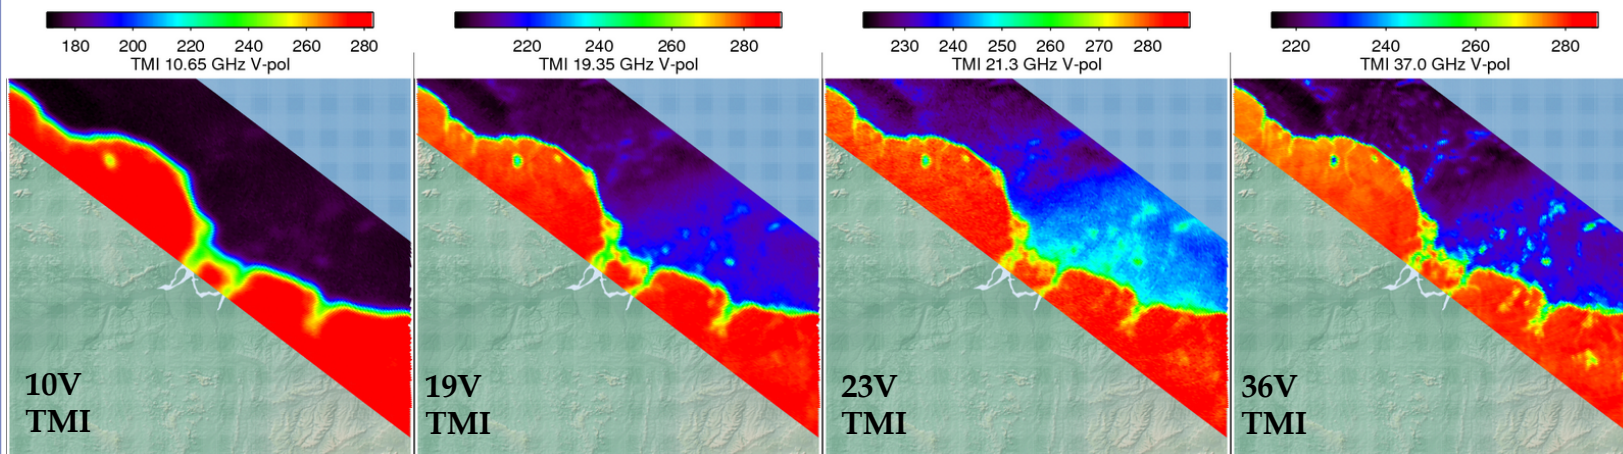 180 200 220 240 260 280
TMI 10.65 GHz V-pol
10V
TMI
220 240 260 280
TMI 19.35 GHz V-pol
19V
TMI
230 240 250 260 270 280
TMI 21.3 GHz V-pol
23V
TMI
220 240 260 280
TMI 37.0 GHz V-pol
36V
TMI